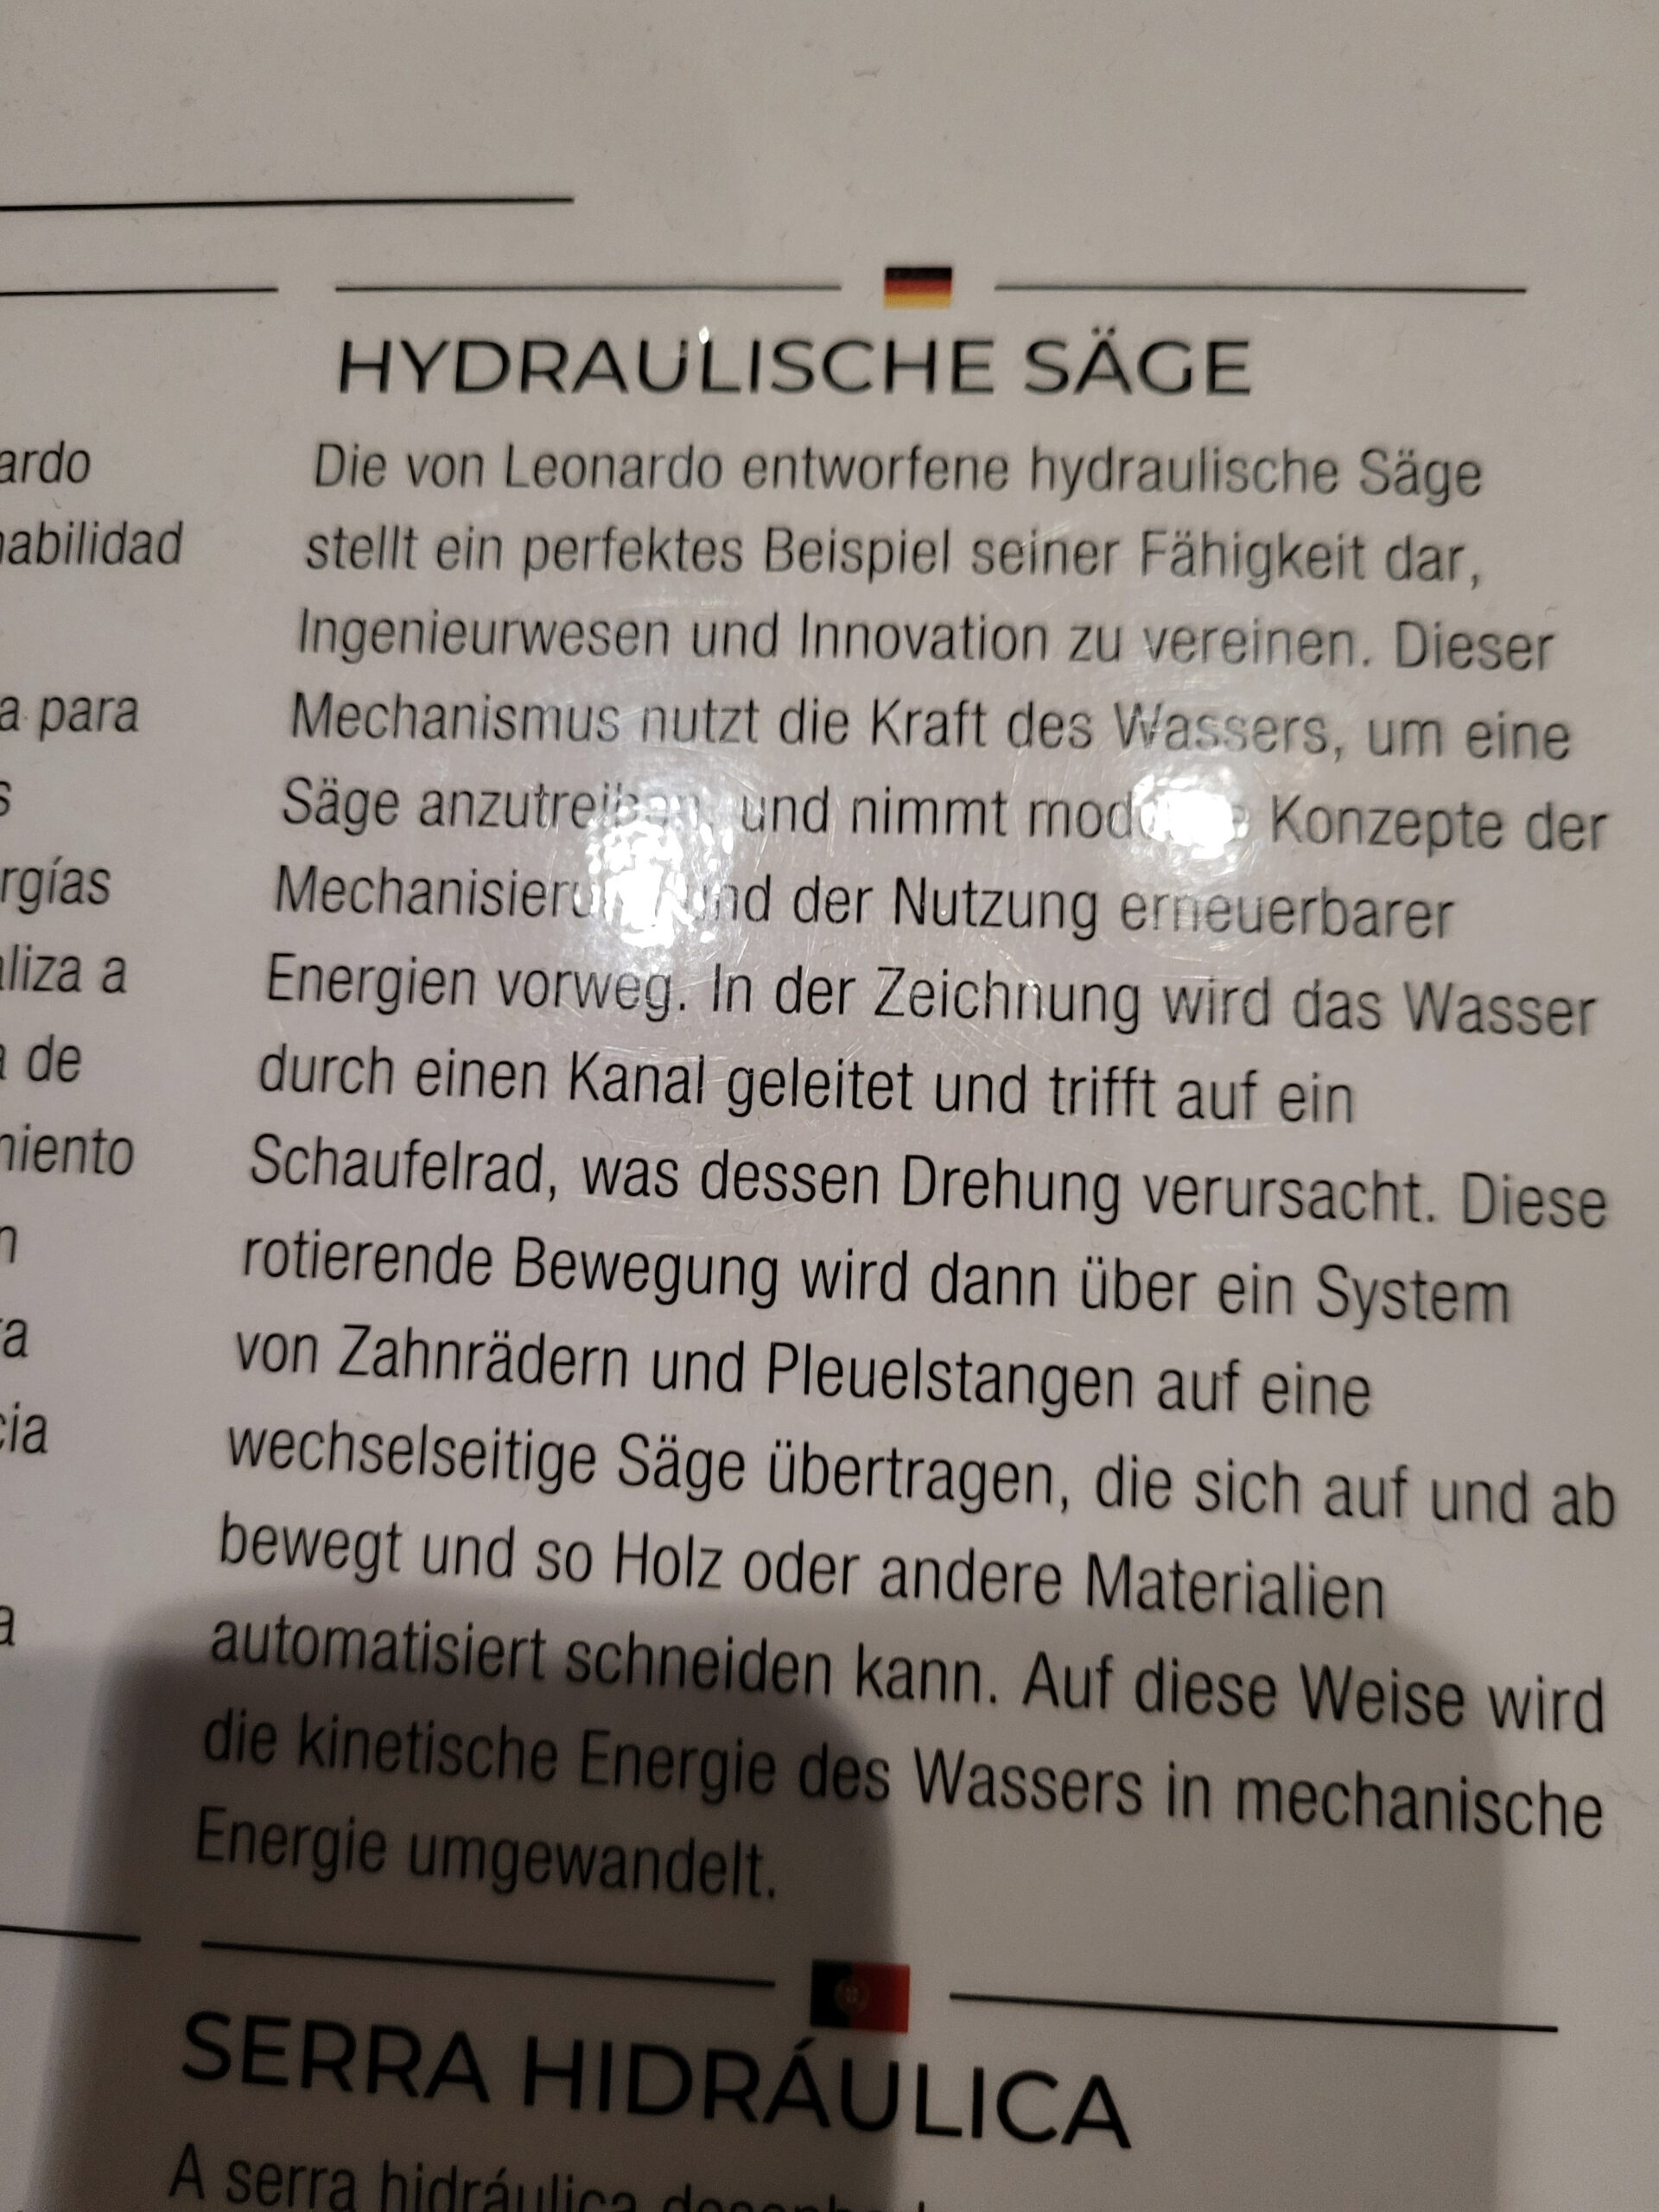 ardo
abilidad
a para
s
rgías
liza a
de
iento
n
a
cia
a
HYDRAULISCHE SÄGE
Die von Leonardo entworfene hydraulische Säge
stellt ein perfektes Beispiel seiner Fähigkeit dar,
Ingenieurwesen und Innovation zu vereinen. Dieser
Mechanismus nutzt die Kraft des Wassers, um eine
Säge anzutreiben, und nimmt moderne Konzepte der
Mechanisierung und der Nutzung erneuerbarer
Energien vorweg. In der Zeichnung wird das Wasser
durch einen Kanal geleitet und trifft auf ein
Schaufelrad, was dessen Drehung verursacht. Diese
rotierende Bewegung wird dann über ein System
von Zahnrädern und Pleuelstangen auf eine
wechselseitige Säge übertragen, die sich auf und ab
bewegt und so Holz oder andere Materialien
automatisiert schneiden kann. Auf diese Weise wird
die kinetische Energie des Wassers in mechanische
Energie umgewandelt.
SERRA HIDRÁULICA
A serra hidráulica